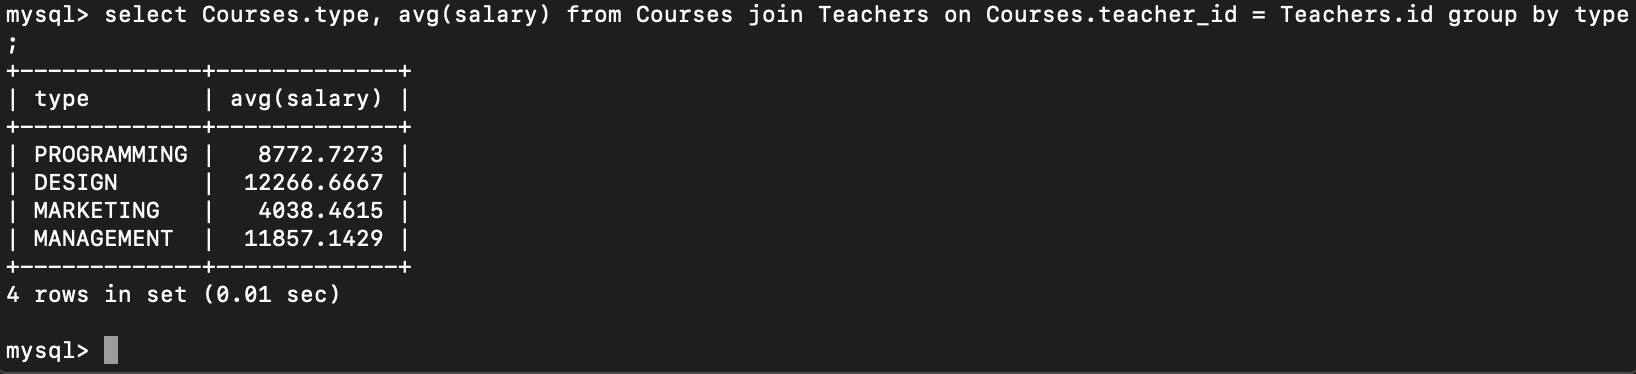 mysql> select Courses.type, avg(salary) from Courses join Teachers on Courses.teacher_id = Teachers.id group by type
;
+-------------+-------------+
| type        | avg(salary) |
+-------------+-------------+
| PROGRAMMING |   8772.7273 |
| DESIGN      |  12266.6667 |
| MARKETING   |   4038.4615 |
| MANAGEMENT  |  11857.1429 |
+-------------+-------------+
4 rows in set (0.01 sec)
mysql>